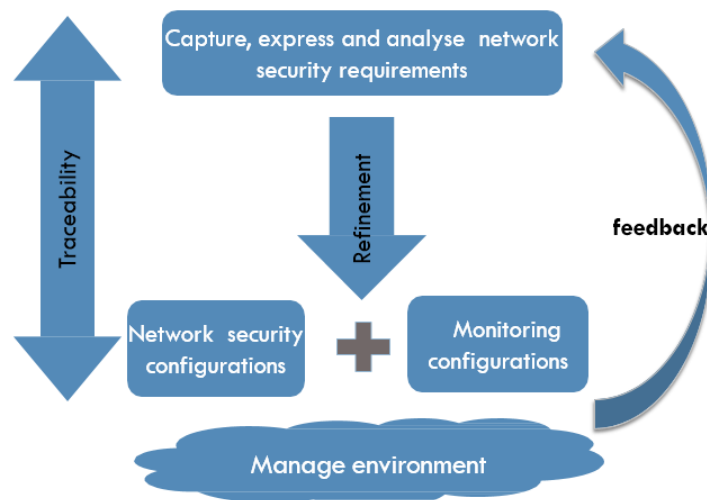 Capture, express and analyse network
security requirements
Traceability
Refinement
feedback
Network security
configurations
Monitoring
configurations
Manage environment